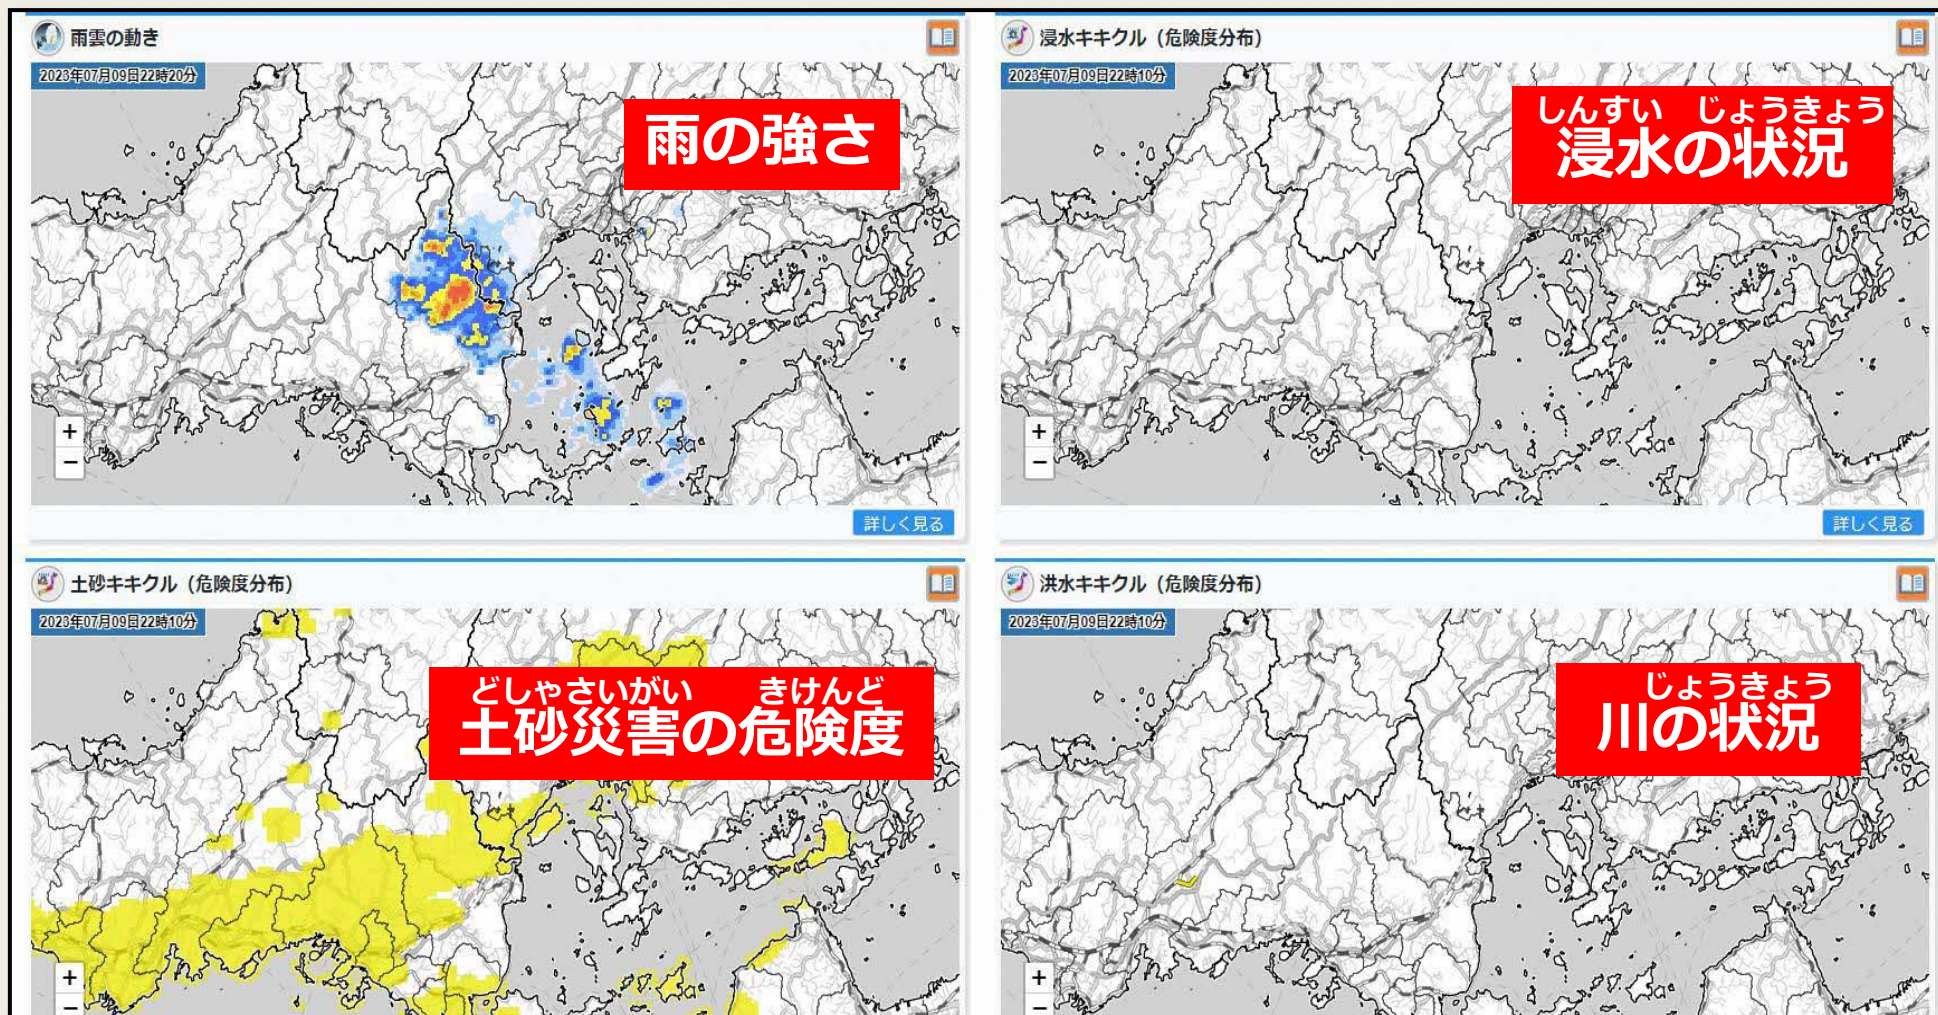 雨雲の動き
2023年07月09日22時20分
雨の強さ
+
−
詳しく見る
浸水キキクル（危険度分布）
2023年07月09日22時10分
しんすい　じょうきょう
浸水の状況
+
−
詳しく見る
土砂キキクル（危険度分布）
2023年07月09日22時10分
どしゃさいがい　きけんど
土砂災害の危険度
+
−
洪水キキクル（危険度分布）
2023年07月09日22時10分
じょうきょう
川の状況
+
−